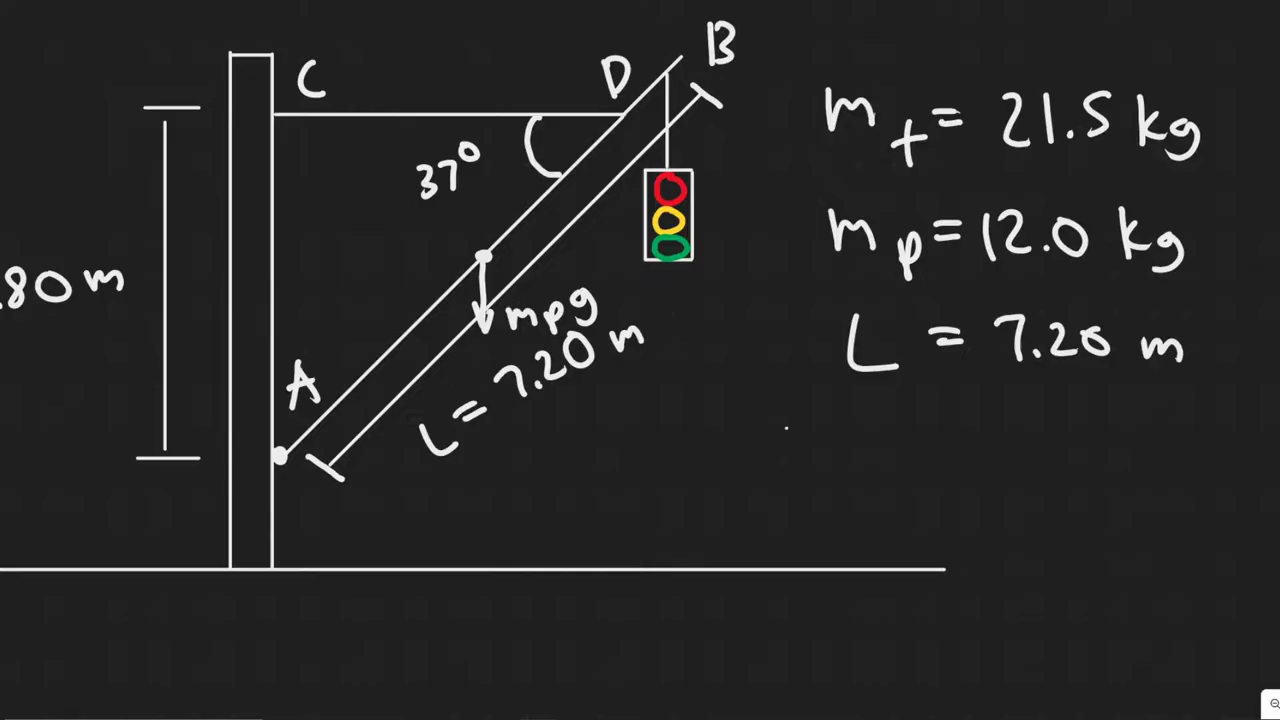 C
D
B
37°
.80 m
A
mpg
L = 7.20 m
mt = 21.5 kg
mp = 12.0 kg
L = 7.20 m